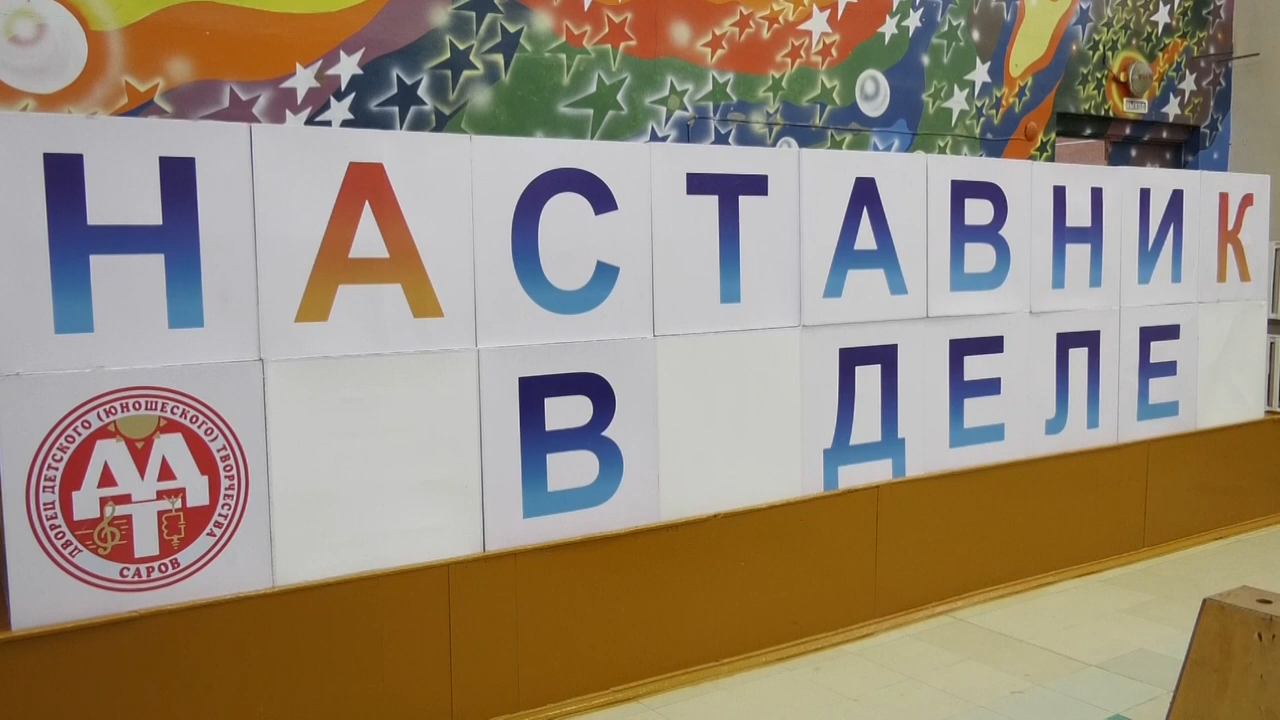 НАСТАВНИК
В ДЕЛЕ
ДВОРЕЦ ДЕТСКОГО (ЮНОШЕСКОГО) ТВОРЧЕСТВА
ДДТ
САРОВ